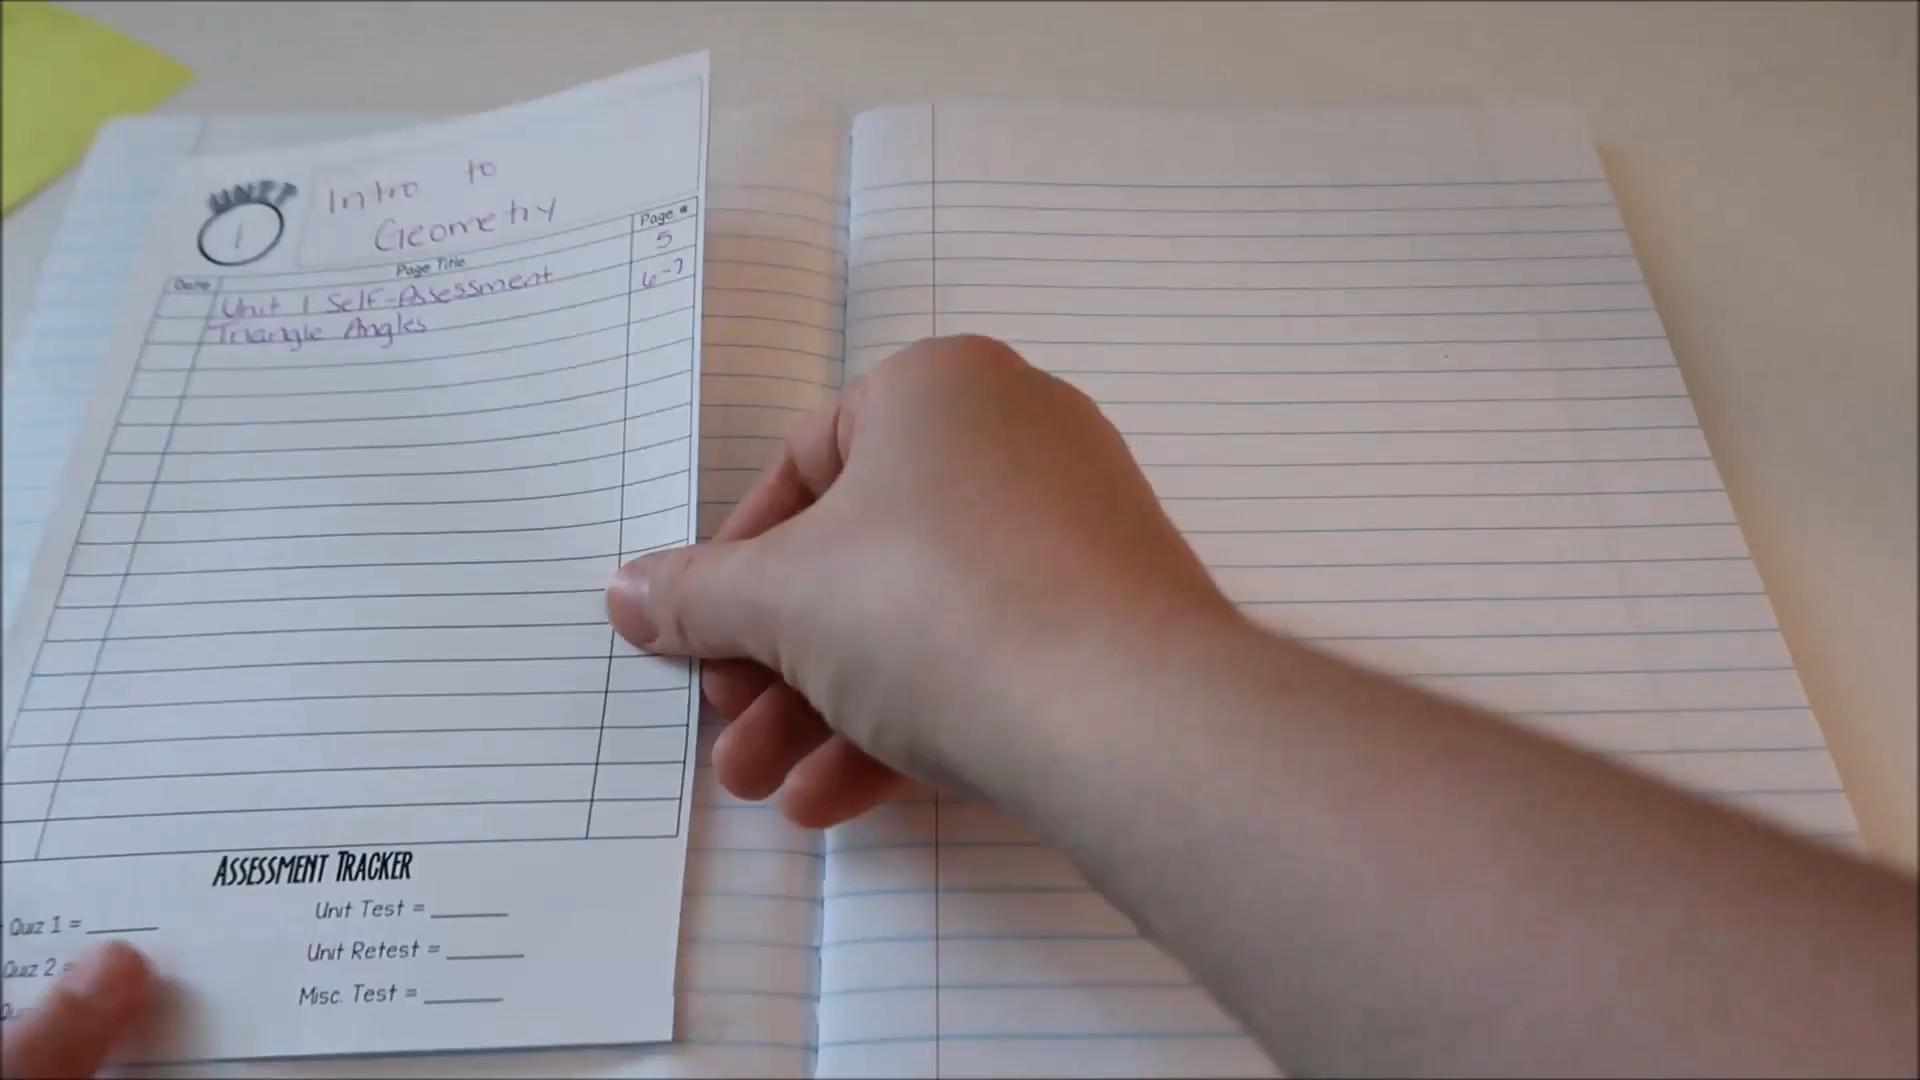 UNIT
1
Intro to
Geometry
Date Page Title Page #
Unit 1 Self-Assessment 5
Triangle Angles 6-7
ASSESSMENT TRACKER
Quiz 1 = ______ Unit Test = ______
Quiz 2 = Unit Retest = ______
Misc. Test = ______